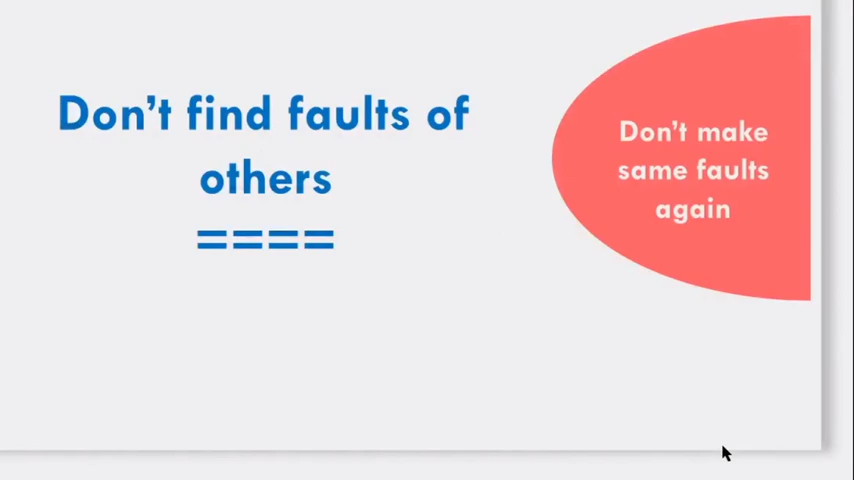 Don't find faults of
others
====
Don't make
same faults
again